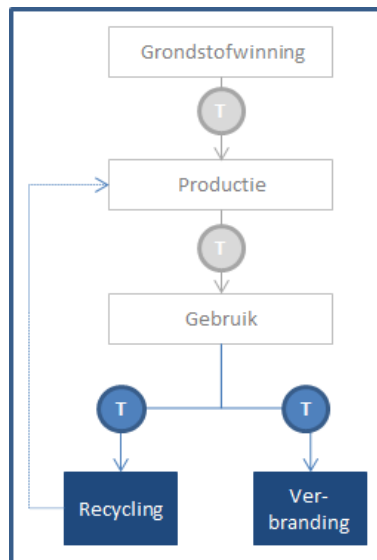 Grondstofwinning
T
Productie
T
Gebruik
T
T
Recycling
Ver-
branding